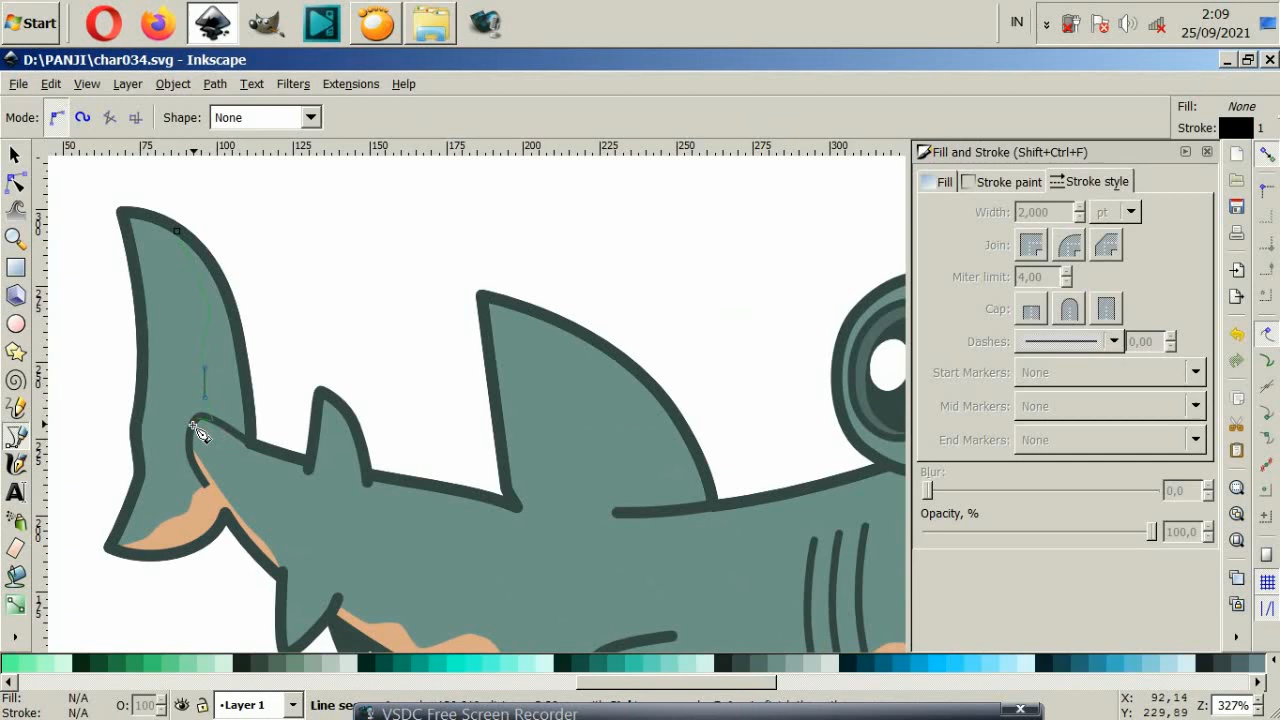 Start
IN
2:09
25/09/2021
D:\PANJI\char034.svg - Inkscape
File Edit View Layer Object Path Text Filters Extensions Help
Mode: Shape: None
Fill: None
Stroke: 1
50 75 100 125 150 175 200 225 250 275 300
Fill and Stroke (Shift+Ctrl+F)
Fill Stroke paint Stroke style
Width: 2,000 pt
Join:
Miter limit: 4,00
Cap:
Dashes: 0,00
Start Markers: None
Mid Markers: None
End Markers: None
Blur:
0,0
Opacity, %
100,0
Fill: N/A
Stroke: N/A
O: 100
Layer 1
X: 92,14
Y: 229,89
Z: 327%
VSDC Free Screen Recorder